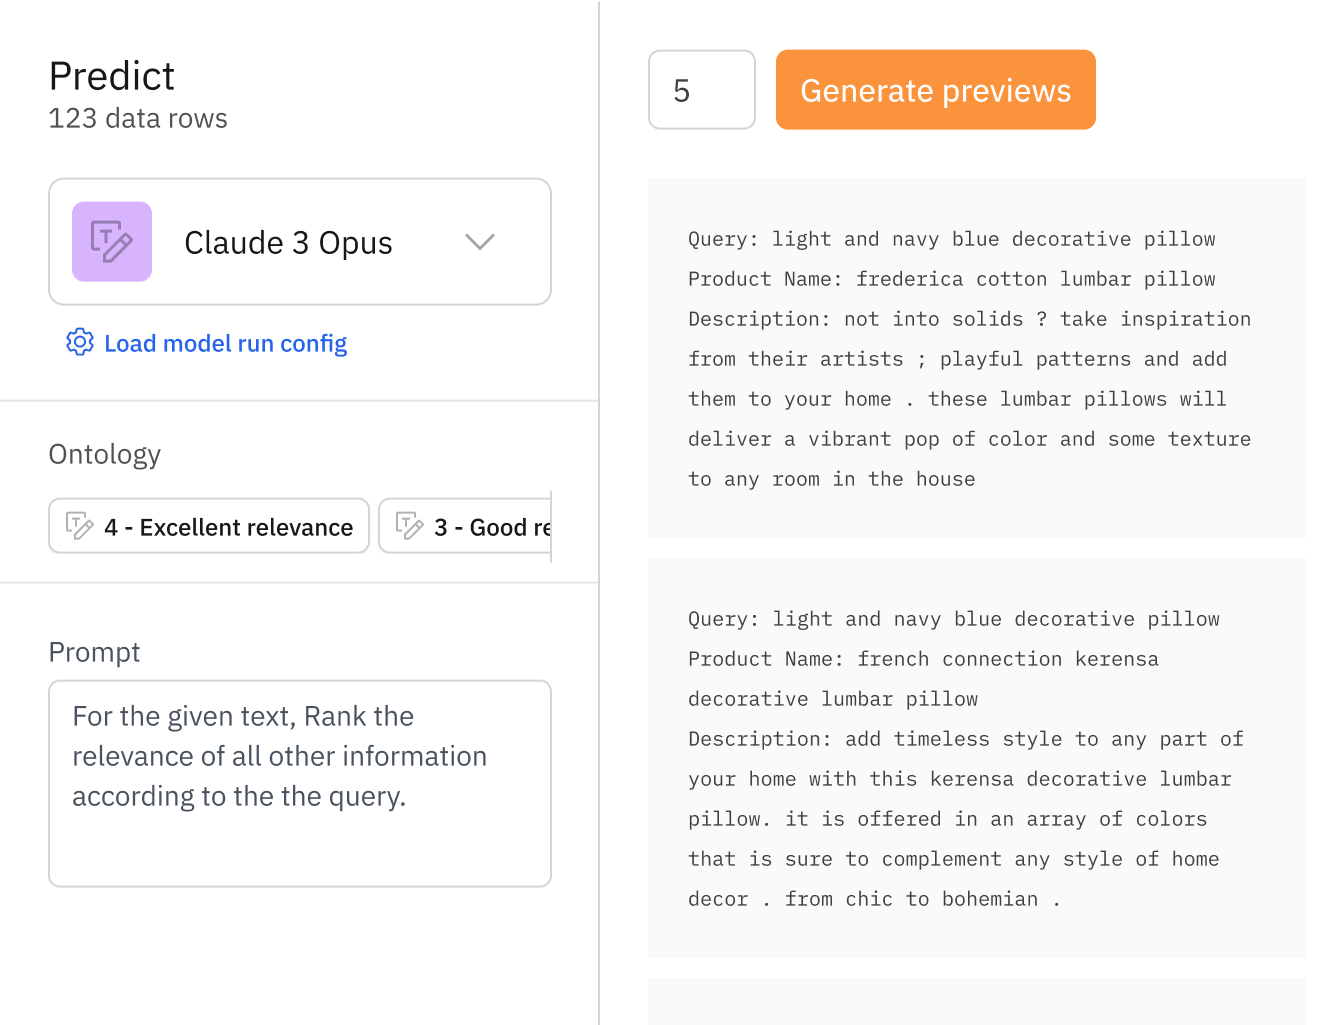 Predict
123 data rows
Claude 3 Opus
Load model run config
Ontology
4 - Excellent relevance
3 - Good re
Prompt
For the given text, Rank the
relevance of all other information
according to the the query.
5
Generate previews
Query: light and navy blue decorative pillow
Product Name: frederica cotton lumbar pillow
Description: not into solids ? take inspiration
from their artists ; playful patterns and add
them to your home . these lumbar pillows will
deliver a vibrant pop of color and some texture
to any room in the house
Query: light and navy blue decorative pillow
Product Name: french connection kerensa
decorative lumbar pillow
Description: add timeless style to any part of
your home with this kerensa decorative lumbar
pillow. it is offered in an array of colors
that is sure to complement any style of home
decor . from chic to bohemian .